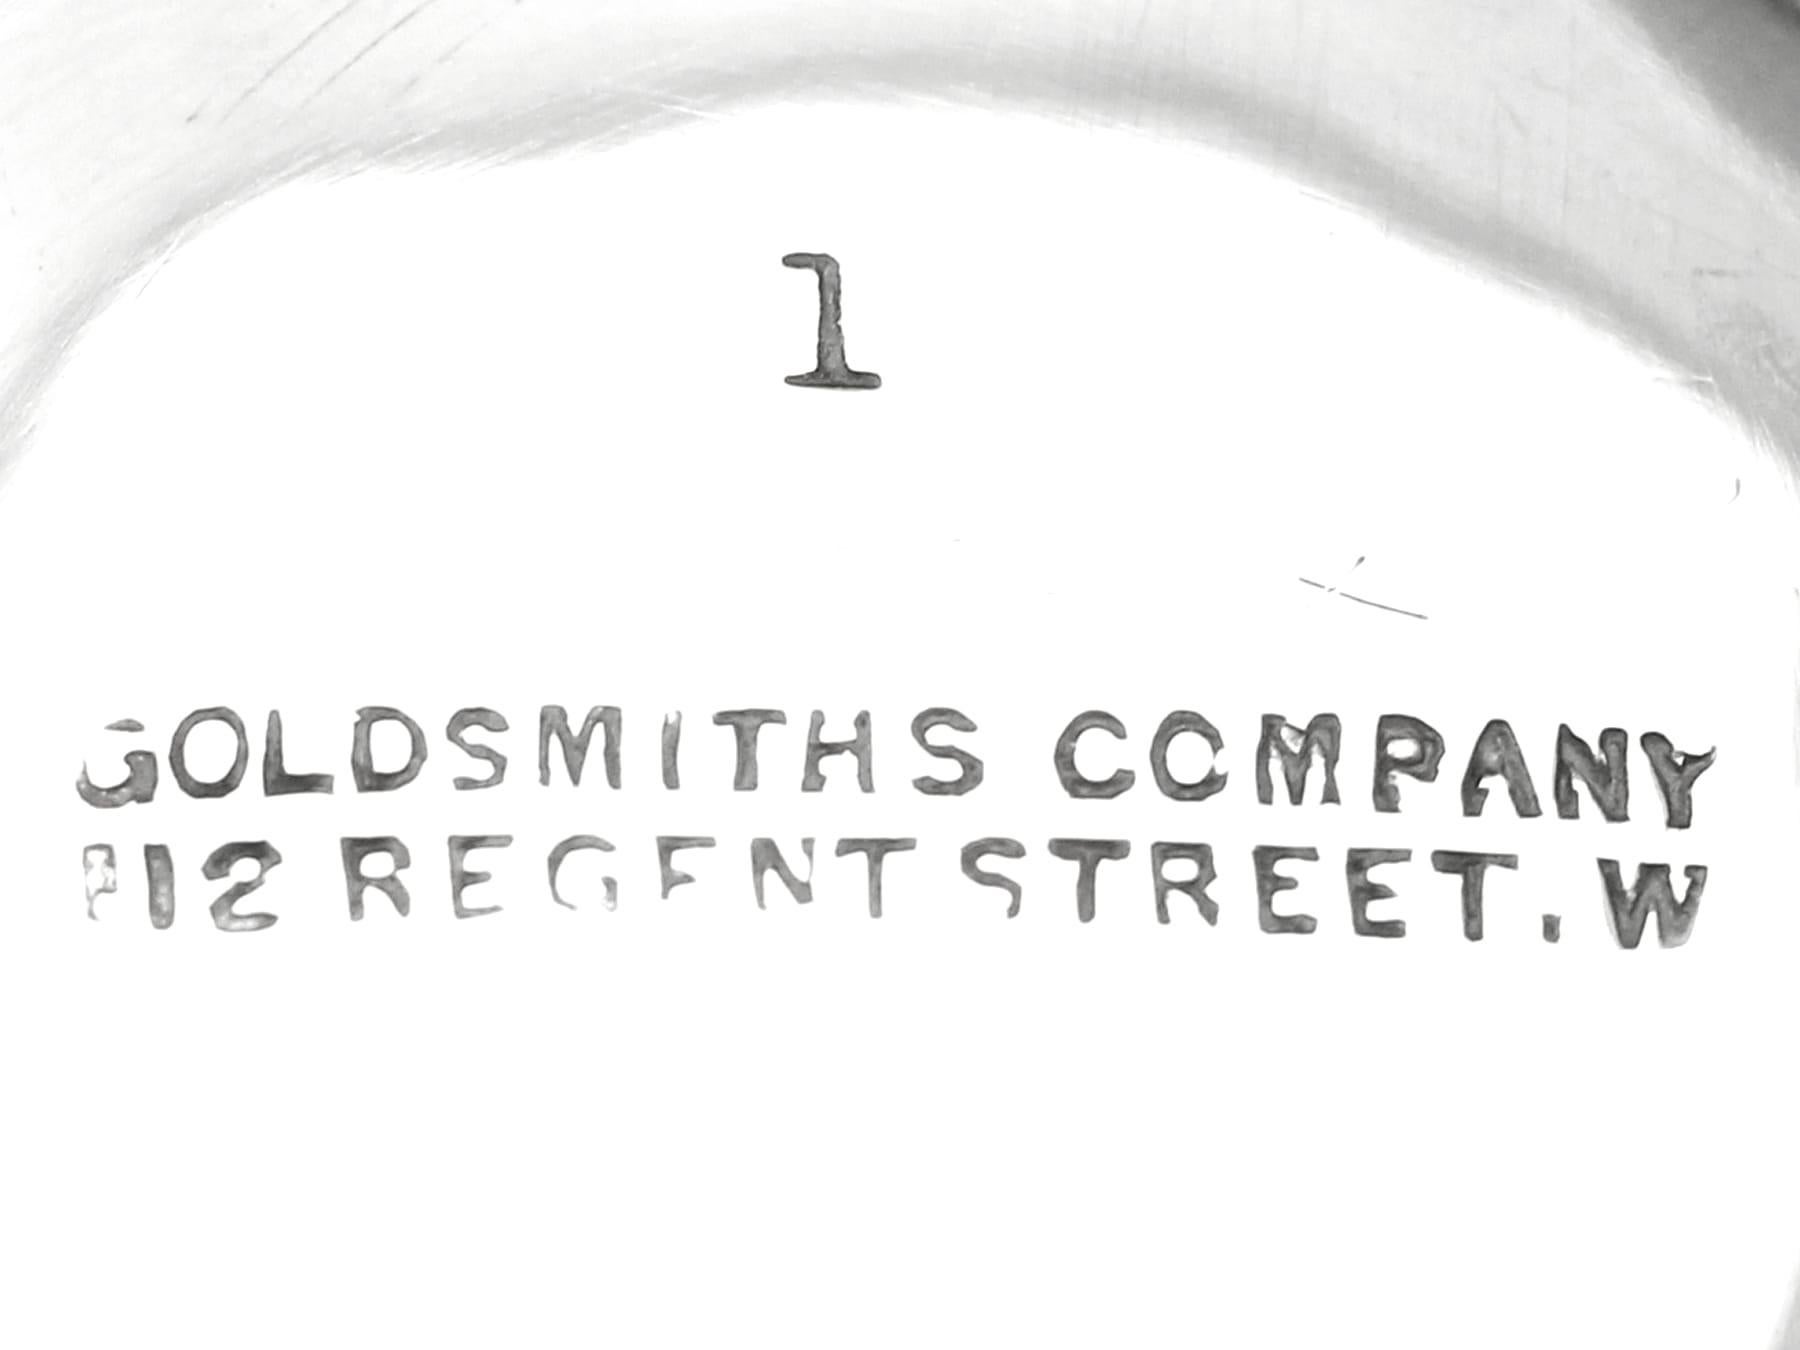 1
GOLDSMITHS COMPANY
112 REGENT STREET. W